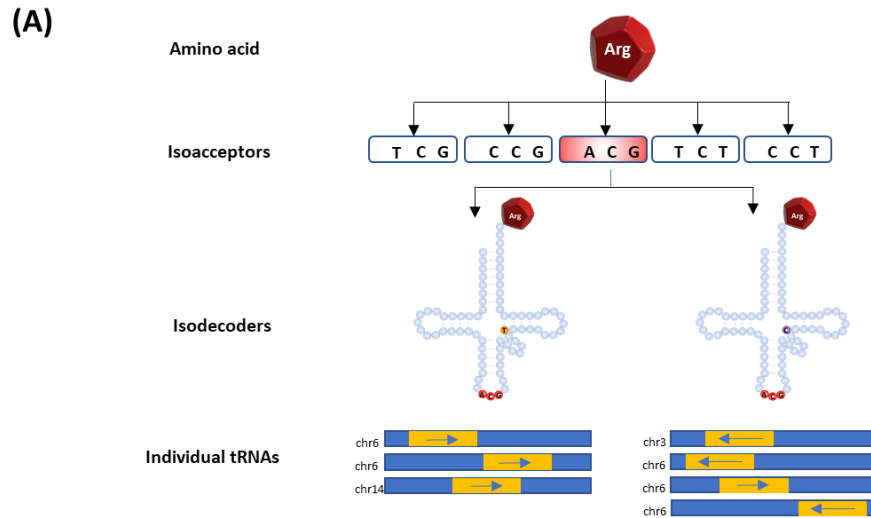 (A)
Amino acid
Arg
Isoacceptors
T C G
C C G
A C G
T C T
C C T
Arg
Arg
Isodecoders
T
C
A C G
A C G
Individual tRNAs
chr6
chr6
chr14
chr3
chr6
chr6
chr6